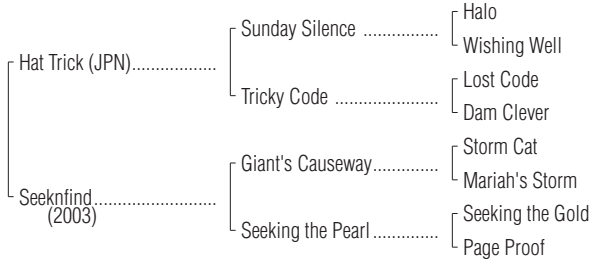 Halo
Sunday Silence ................
Wishing Well
Hat Trick (JPN)..................
Lost Code
Tricky Code ......................
Dam Clever
Storm Cat
Giant's Causeway..............
Mariah's Storm
Seeknfind..........................
(2003)
Seeking the Gold
Seeking the Pearl ..............
Page Proof